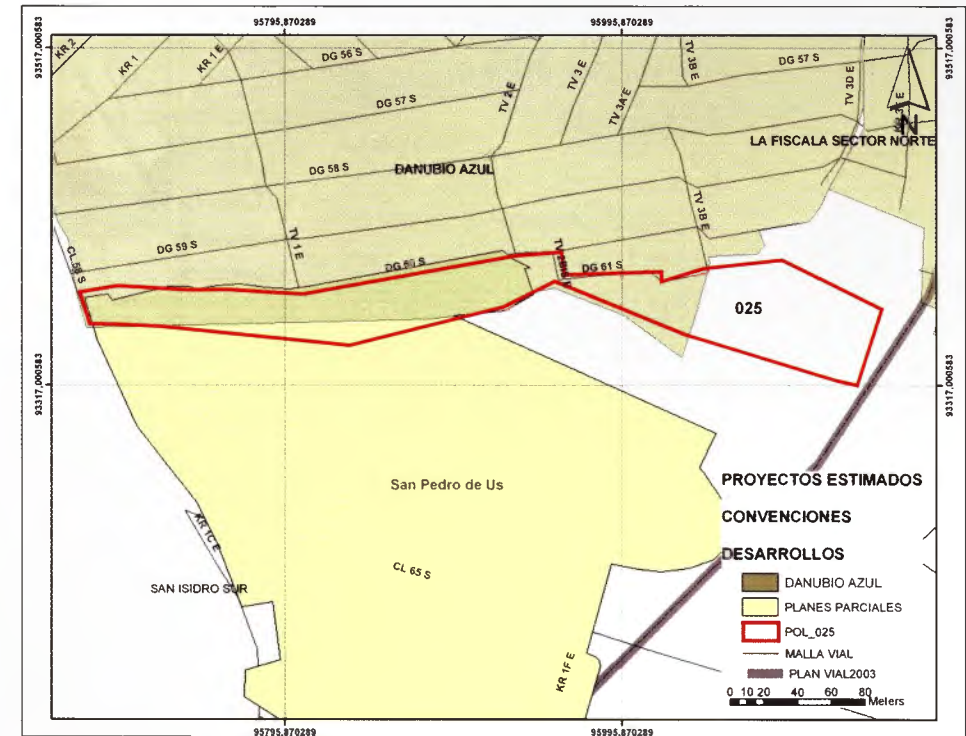 95795,870289
95995,870289
93517,000583
93517,000583
KR 2
KR 1
KR 1 E
DG 56 S
TV 2 E
TV 3 E
TV 3A E
TV 3B E
DG 57 S
TV 3D E
DG 57 S
N
LA FISCALA SECTOR NORTE
DG 58 S
DANUBIO AZUL
TV 3B E
DG 59 S
TV 1 E
CL 58 S
DG 61 S
025
93317,000583
93317,000583
San Pedro de Us
PROYECTOS ESTIMADOS
CONVENCIONES
DESARROLLOS
DANUBIO AZUL
PLANES PARCIALES
POL_025
MALLA VIAL
PLAN VIAL2003
0 10 20 40 60 80
Meters
KR 1C E
SAN ISIDRO SUR
CL 65 S
KR 1F E
95795,870289
95995,870289